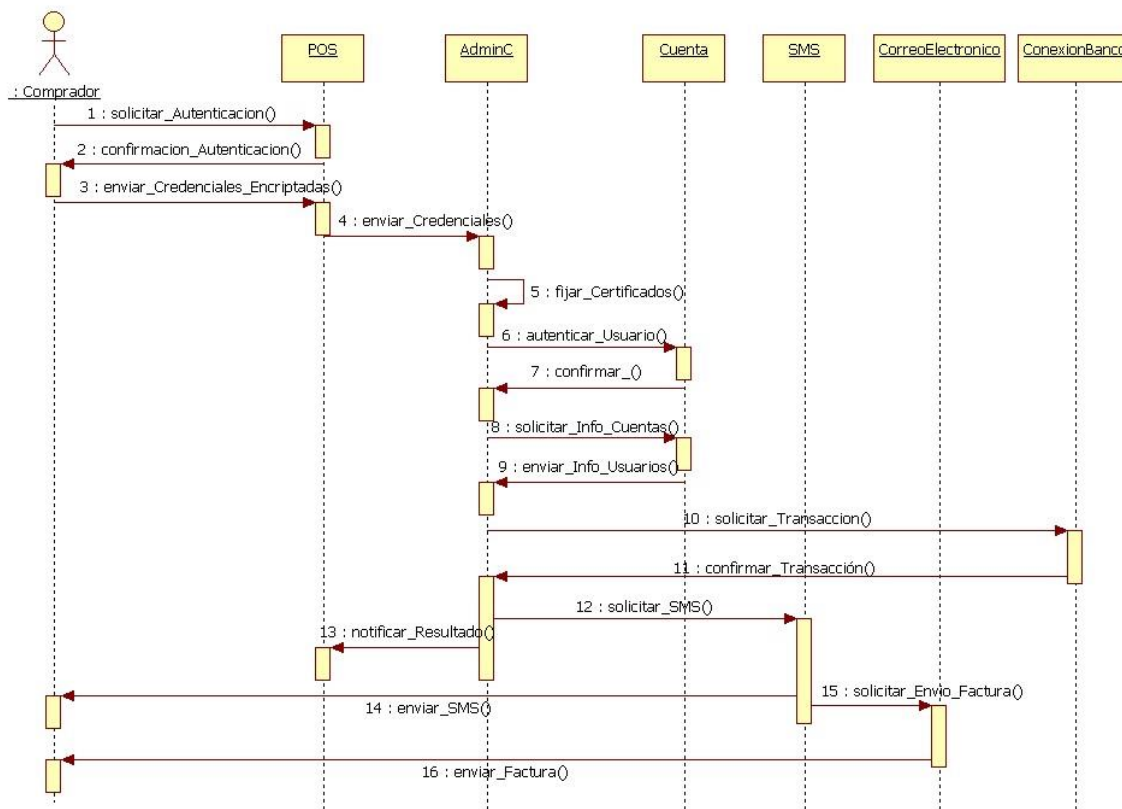 POS
AdminC
Cuenta
SMS
CorreoElectronico
ConexionBanco
: Comprador
1 : solicitar_Autenticacion()
2 : confirmacion_Autenticacion()
3 : enviar_Credenciales_Encriptadas()
4 : enviar_Credenciales()
5 : fijar_Certificados()
6 : autenticar_Usuario()
7 : confirmar_()
8 : solicitar_Info_Cuentas()
9 : enviar_Info_Usuarios()
10 : solicitar_Transaccion()
11 : confirmar_Transacción()
12 : solicitar_SMS()
13 : notificar_Resultado()
14 : enviar_SMS()
15 : solicitar_Envio_Factura()
16 : enviar_Factura()